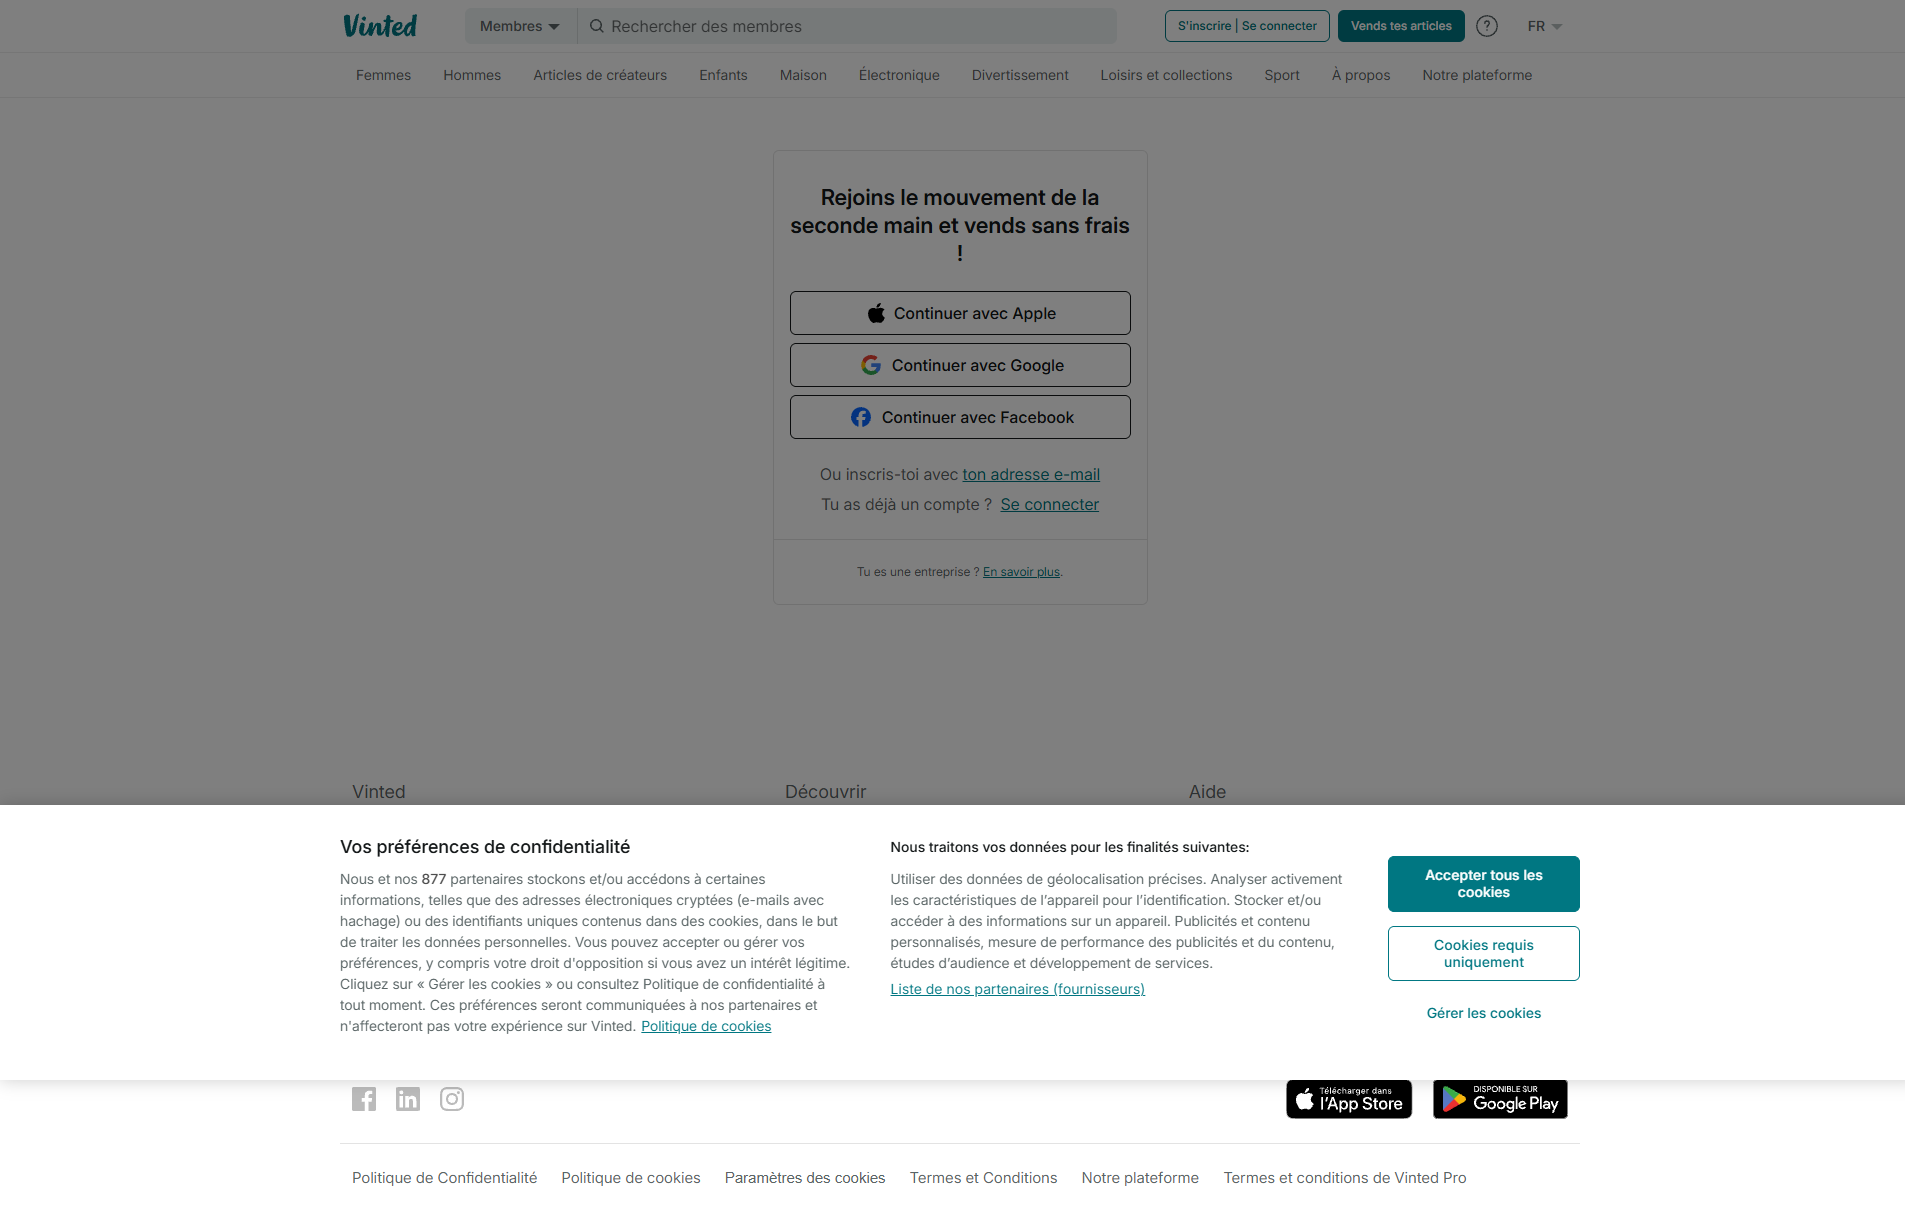 Vinted
Membres
Rechercher des membres
S'inscrire | Se connecter
Vends tes articles
?
FR
Femmes
Hommes
Articles de créateurs
Enfants
Maison
Électronique
Divertissement
Loisirs et collections
Sport
À propos
Notre plateforme
Rejoins le mouvement de la
seconde main et vends sans frais
!
Continuer avec Apple
Continuer avec Google
Continuer avec Facebook
Ou inscris-toi avec ton adresse e-mail
Tu as déjà un compte ? Se connecter
Tu es une entreprise ? En savoir plus.
Vinted
Découvrir
Aide
Vos préférences de confidentialité
Nous et nos 877 partenaires stockons et/ou accédons à certaines
informations, telles que des adresses électroniques cryptées (e-mails avec
hachage) ou des identifiants uniques contenus dans des cookies, dans le but
de traiter les données personnelles. Vous pouvez accepter ou gérer vos
préférences, y compris votre droit d'opposition si vous avez un intérêt légitime.
Cliquez sur « Gérer les cookies » ou consultez Politique de confidentialité à
tout moment. Ces préférences seront communiquées à nos partenaires et
n'affecteront pas votre expérience sur Vinted. Politique de cookies
Nous traitons vos données pour les finalités suivantes:
Utiliser des données de géolocalisation précises. Analyser activement
les caractéristiques de l’appareil pour l’identification. Stocker et/ou
accéder à des informations sur un appareil. Publicités et contenu
personnalisés, mesure de performance des publicités et du contenu,
études d’audience et développement de services.
Liste de nos partenaires (fournisseurs)
Accepter tous les
cookies
Cookies requis
uniquement
Gérer les cookies
Télécharger dans
l'App Store
DISPONIBLE SUR
Google Play
Politique de Confidentialité
Politique de cookies
Paramètres des cookies
Termes et Conditions
Notre plateforme
Termes et conditions de Vinted Pro